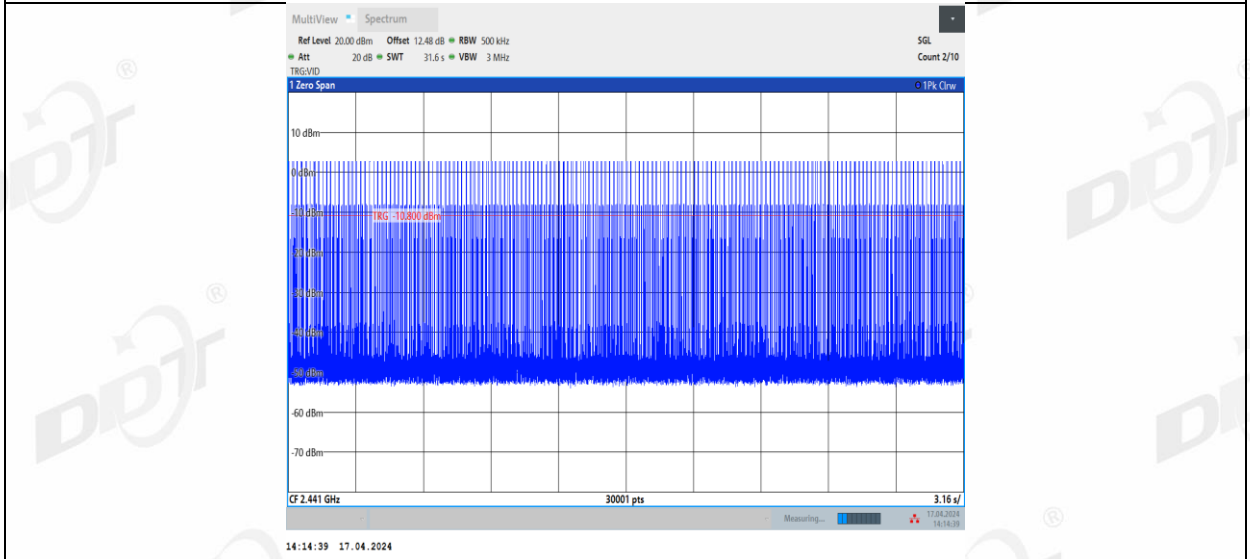 MultiView Spectrum
Ref Level 20.00 dBm Offset 12.48 dB RBW 500 kHz SGL
Att 20 dB SWT 31.6 s VBW 3 MHz Count 2/10
TRG:VID
1 Zero Span 1Pk Clrw
10 dBm
0 dBm
-10 dBm
TRG -10.800 dBm
-20 dBm
-30 dBm
-40 dBm
-50 dBm
-60 dBm
-70 dBm
CF 2.441 GHz 30001 pts 3.16 s/
Measuring... 17.04.2024
14:14:39
14:14:39 17.04.2024
DDT ®
DDT ®
DDT ®
DDT ®